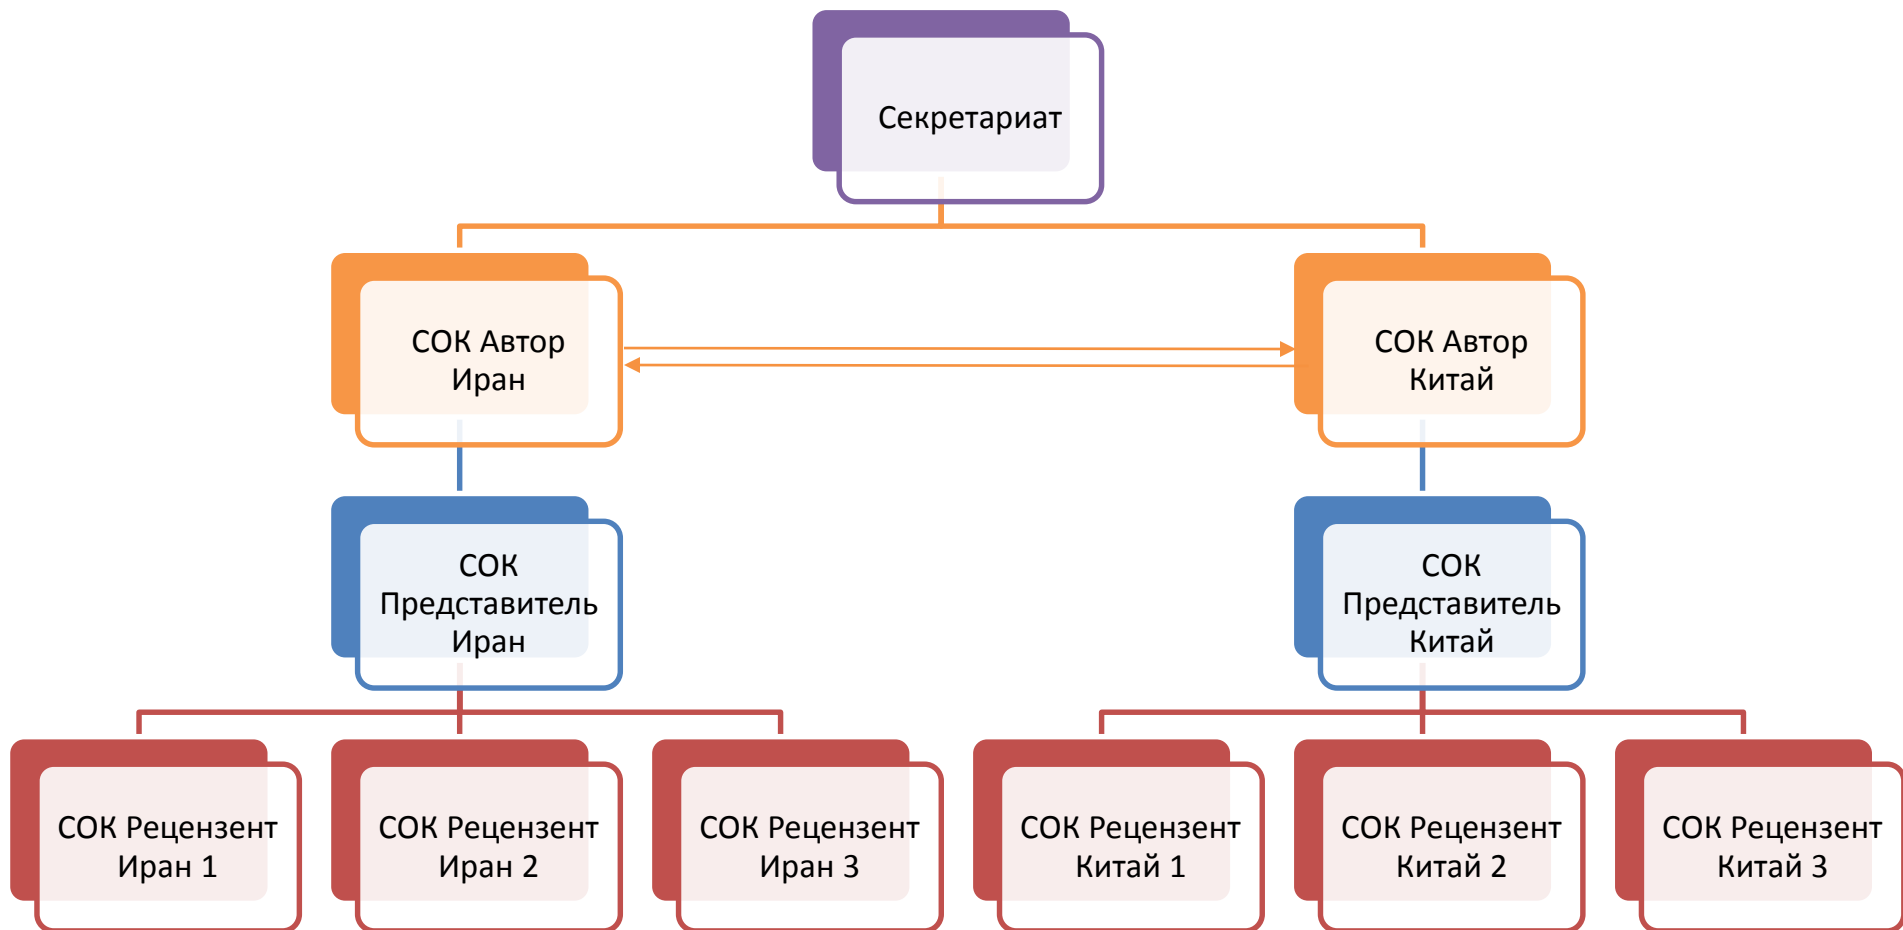 Секретариат
СОК Автор
Иран
СОК Автор
Китай
СОК
Представитель
Иран
СОК
Представитель
Китай
СОК Рецензент
Иран 1
СОК Рецензент
Иран 2
СОК Рецензент
Иран 3
СОК Рецензент
Китай 1
СОК Рецензент
Китай 2
СОК Рецензент
Китай 3